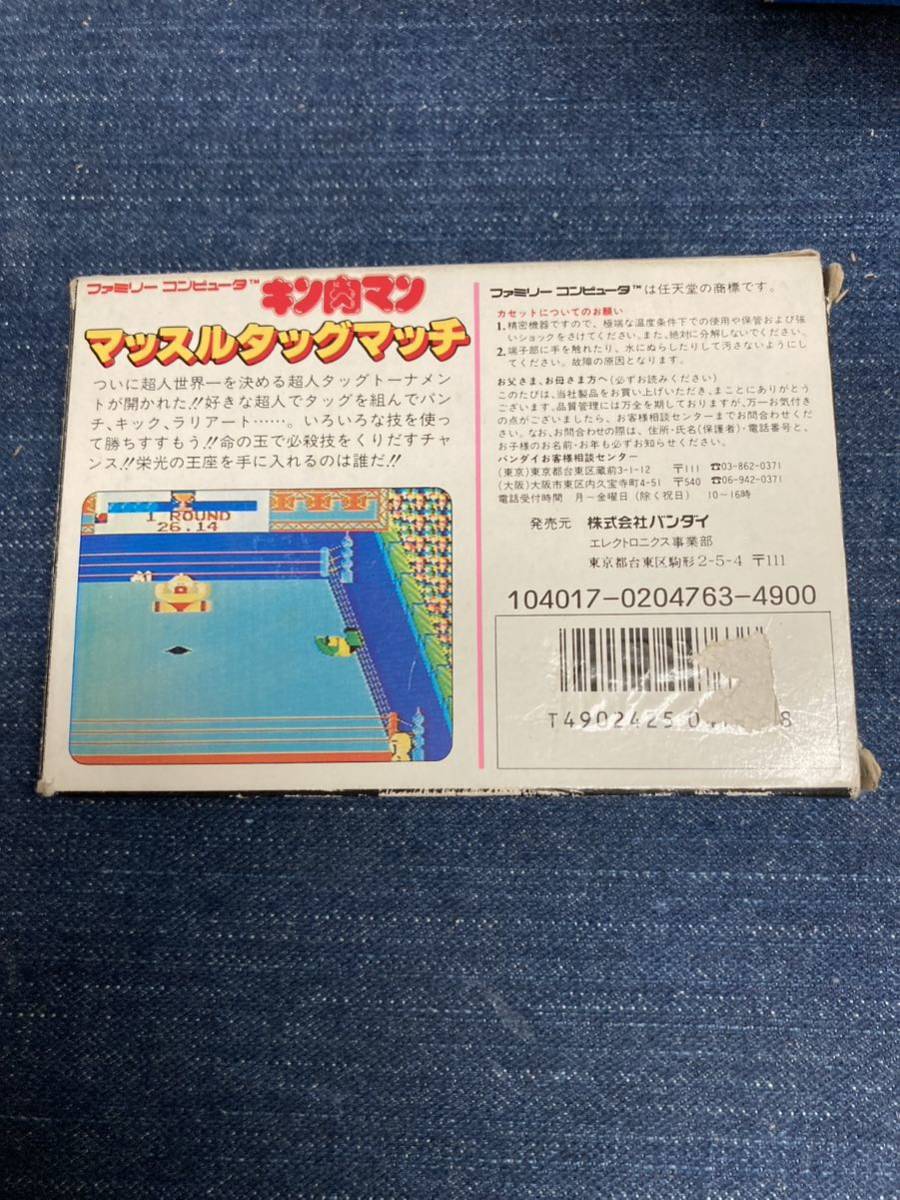 ファミリー コンピュータ™ キン肉マン
マッスルタッグマッチ
ついに超人世界一を決める超人タッグトーナメン
トが開かれた!!好きな超人でタッグを組んでパン
チ、キック、ラリアート……。いろいろな技を使っ
て勝ちすすもう!!命の玉で必殺技をくりだすチャ
ンス!!栄光の王座を手に入れるのは誰だ!!
1 ROUND
26.14
ファミリー コンピュータ™は任天堂の商標です。
カセットについてのお願い
1.精密機器ですので、極端な温度条件下での使用や保管および強
いショックをさけてください。また、絶対に分解しないでください。
2.端子部に手を触れたり、水にぬらしたりして汚さないようにし
てください。故障の原因となります。
お父さま、お母さま方へ(必ずお読みください)
このたびは、当社製品をお買い上げいただき、まことにありがとう
ございます。品質管理には万全を期しておりますが、万一お気付き
の点がございましたら、お客様相談センターまでお問合わせくださ
い。なお、お問合わせの際は、住所・氏名(保護者)・電話番号と、
お子様のお名前・お年も必ずお知らせください。
バンダイお客様相談センター
(東京)東京都台東区蔵前3-1-12 〒111 ☎03-862-0371
(大阪)大阪市東区内久宝寺町4-51 〒540 ☎06-942-0371
電話受付時間 月〜金曜日(除く祝日) 10〜16時
発売元 株式会社バンダイ
エレクトロニクス事業部
東京都台東区駒形2-5-4 〒111
104017-0204763-4900
T4902425 0 8